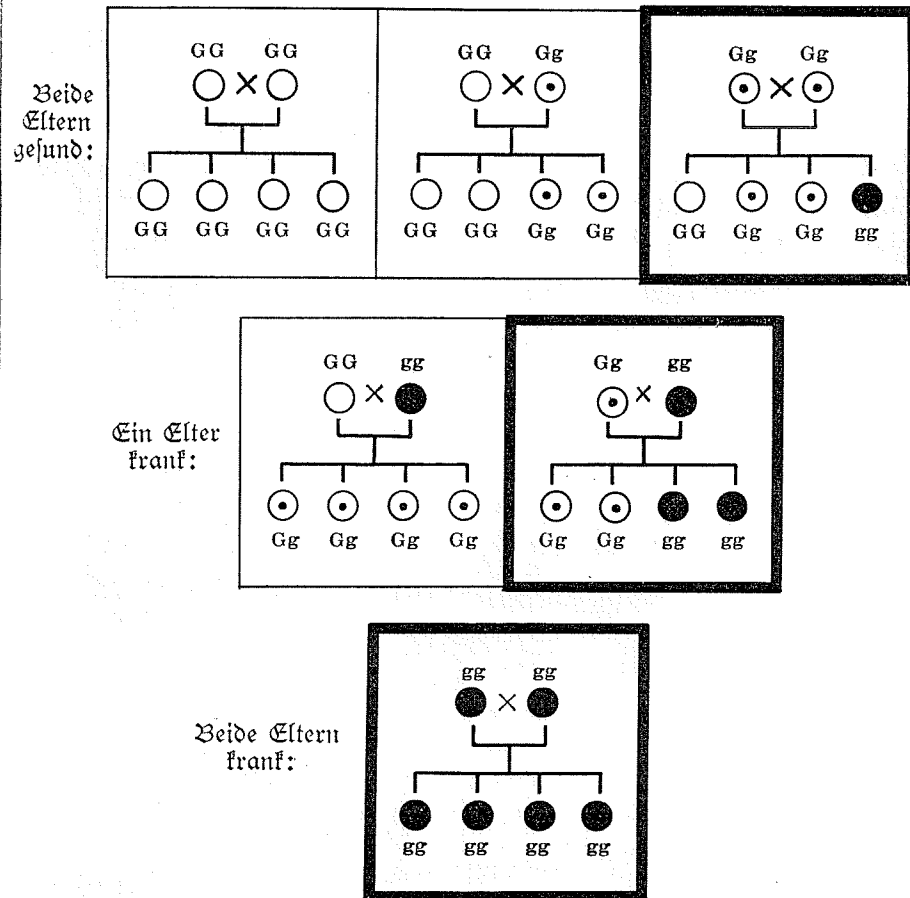 GG GG
GG Gg
Gg Gg
Beide
Eltern
gesund:
GG GG GG GG
GG GG Gg Gg
GG Gg Gg gg
GG gg
Gg gg
Ein Elter
krank:
Gg Gg Gg Gg
Gg Gg gg gg
gg gg
Beide Eltern
krank:
gg gg gg gg